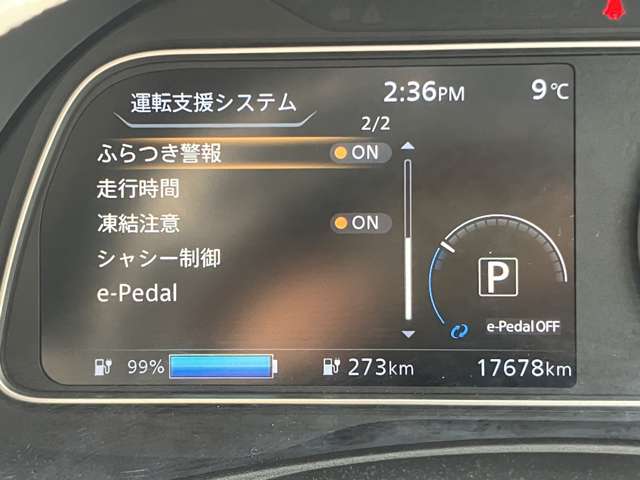 運転支援システム 2:36PM 9℃
2/2
ふらつき警報 ON
走行時間
凍結注意 ON
シャシー制御
e-Pedal
P
e-Pedal OFF
99% 273km 17678km